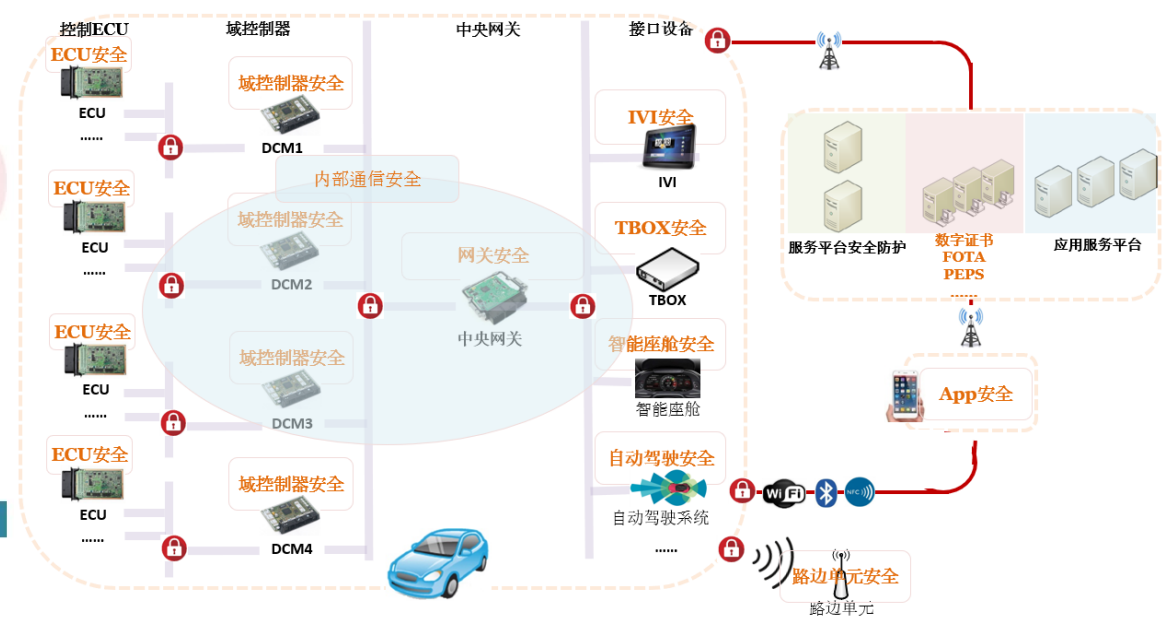 控制ECU
域控制器
中央网关
接口设备
ECU安全
ECU
......
域控制器安全
DCM1
ECU安全
ECU
......
内部通信安全
域控制器安全
DCM2
ECU安全
ECU
......
域控制器安全
DCM3
ECU安全
ECU
......
域控制器安全
DCM4
网关安全
中央网关
IVI安全
IVI
TBOX安全
TBOX
智能座舱安全
智能座舱
自动驾驶安全
自动驾驶系统
......
服务平台安全防护
数字证书
FOTA
PEPS
......
应用服务平台
App安全
Wi Fi
NFC
路边单元安全
路边单元